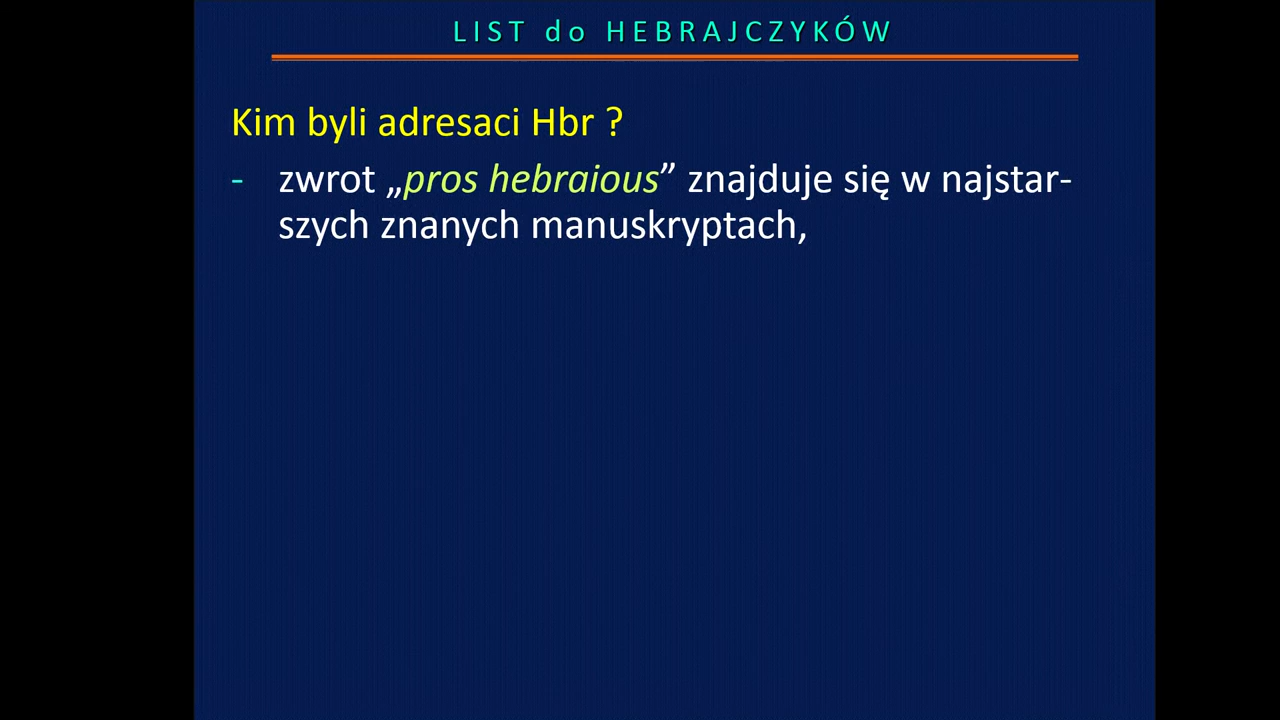 LIST do HEBRAJCZYKÓW
Kim byli adresaci Hbr ?
- zwrot „pros hebraious” znajduje się w najstar-
szych znanych manuskryptach,